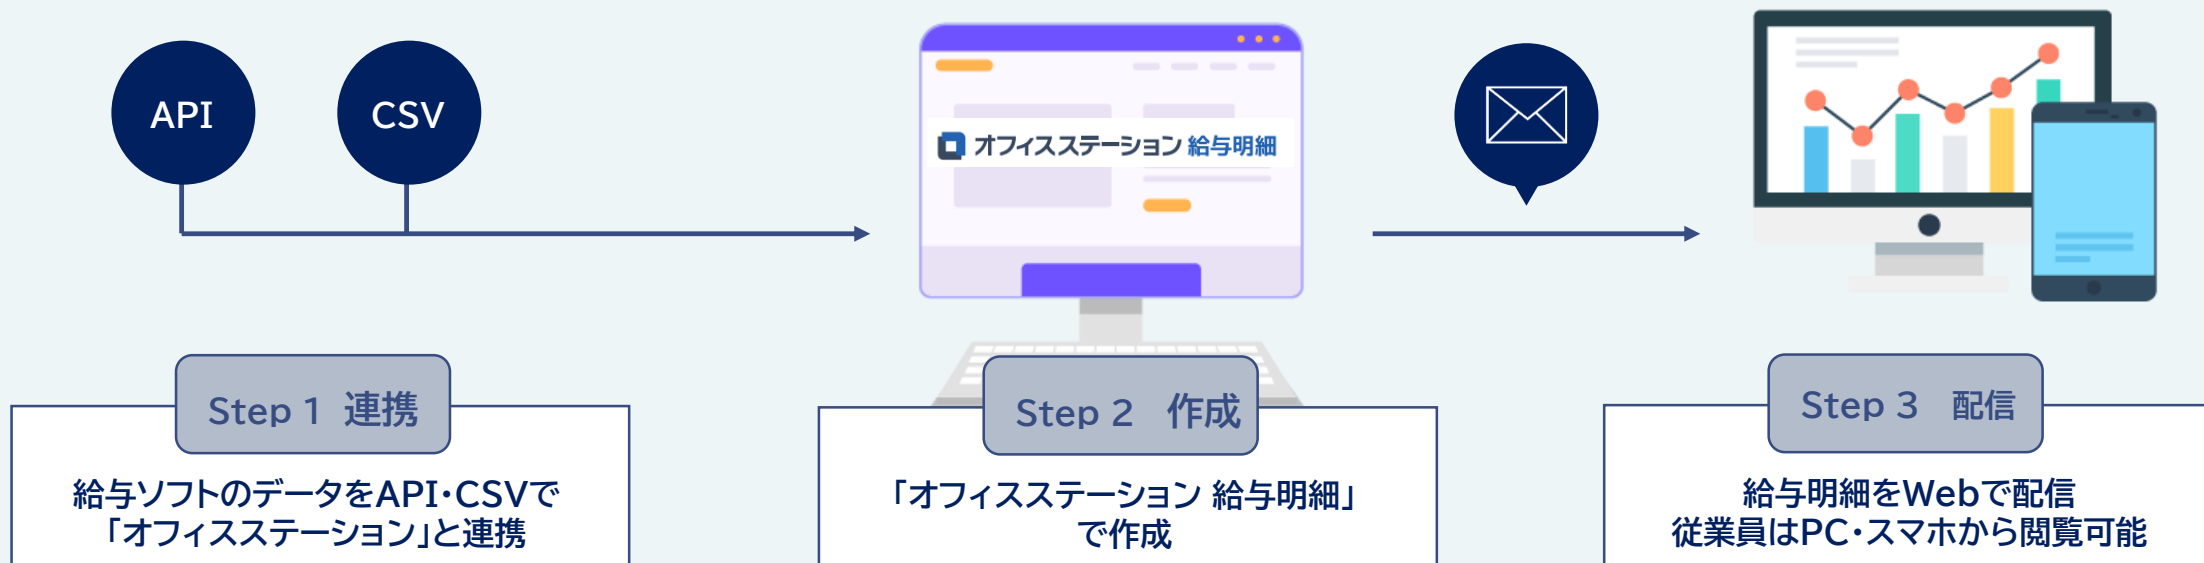 API
CSV
オフィスステーション 給与明細
Step 1 連携
給与ソフトのデータをAPI・CSVで
「オフィスステーション」と連携
Step 2 作成
「オフィスステーション 給与明細」
で作成
Step 3 配信
給与明細をWebで配信
従業員はPC・スマホから閲覧可能